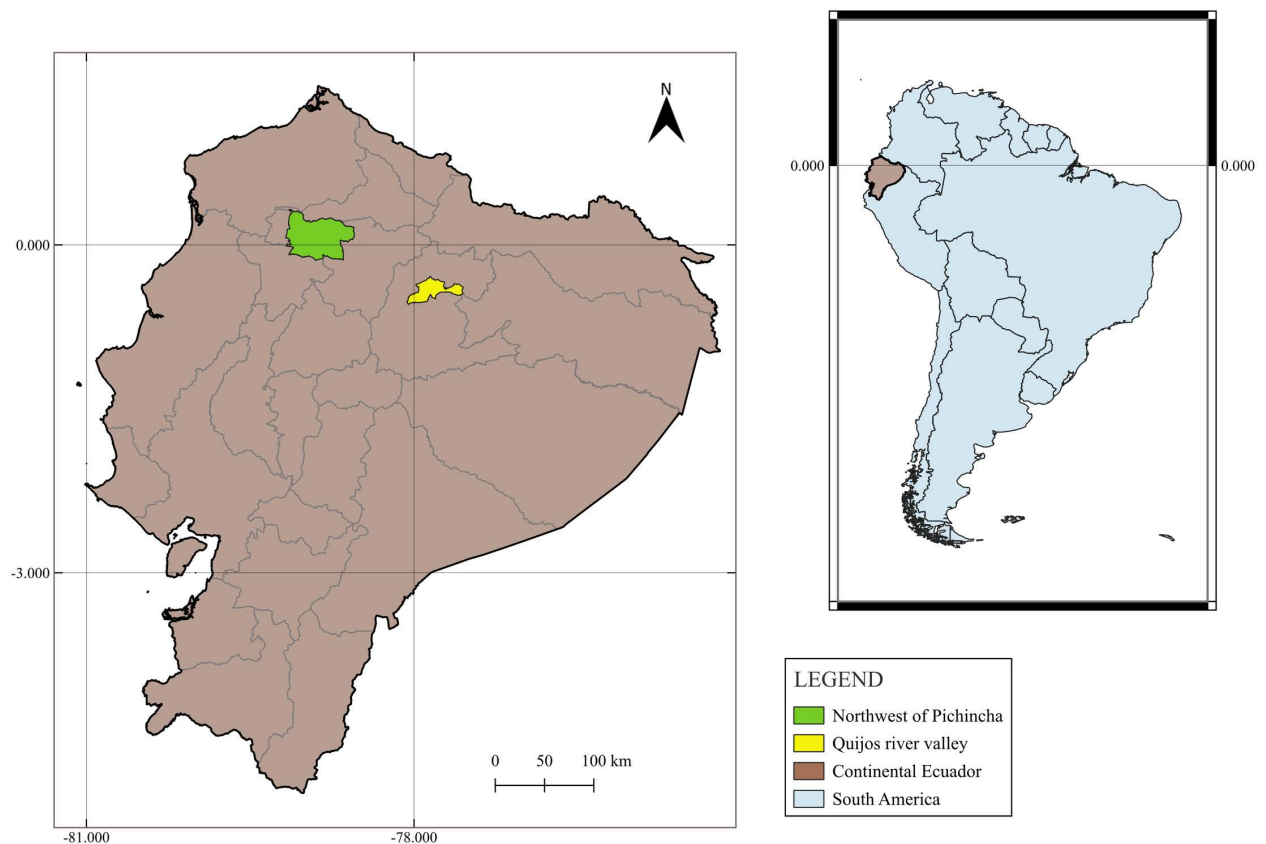 N
0.000
-3.000
-81.000
-78.000
0 50 100 km
0.000
0.000
LEGEND
Northwest of Pichincha
Quijos river valley
Continental Ecuador
South America